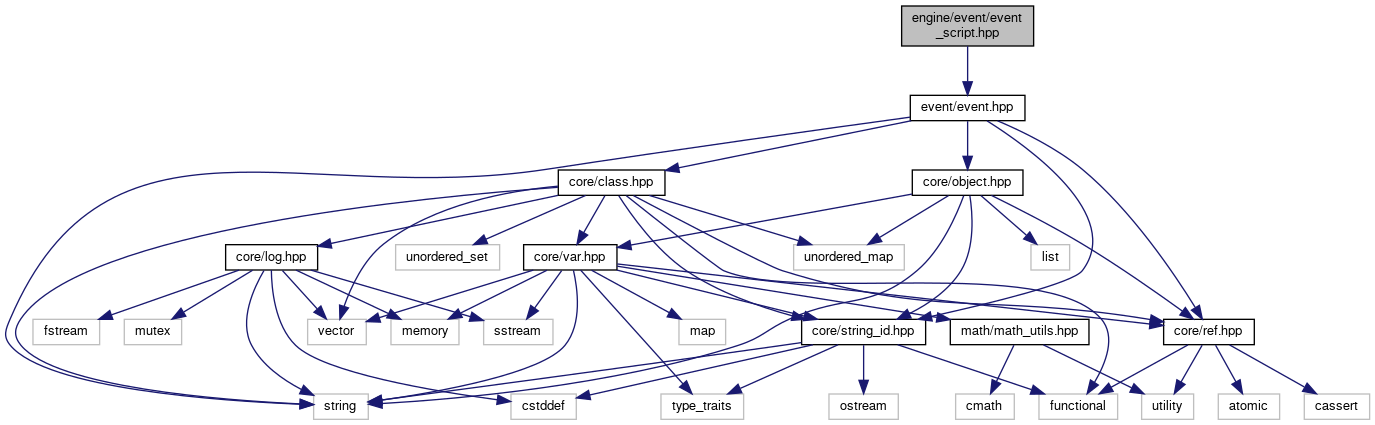 engine/event/event
_script.hpp
event/event.hpp
core/class.hpp
core/object.hpp
core/log.hpp
unordered_set
core/var.hpp
unordered_map
list
fstream
mutex
vector
memory
sstream
map
core/string_id.hpp
math/math_utils.hpp
core/ref.hpp
string
cstddef
type_traits
ostream
cmath
functional
utility
atomic
cassert